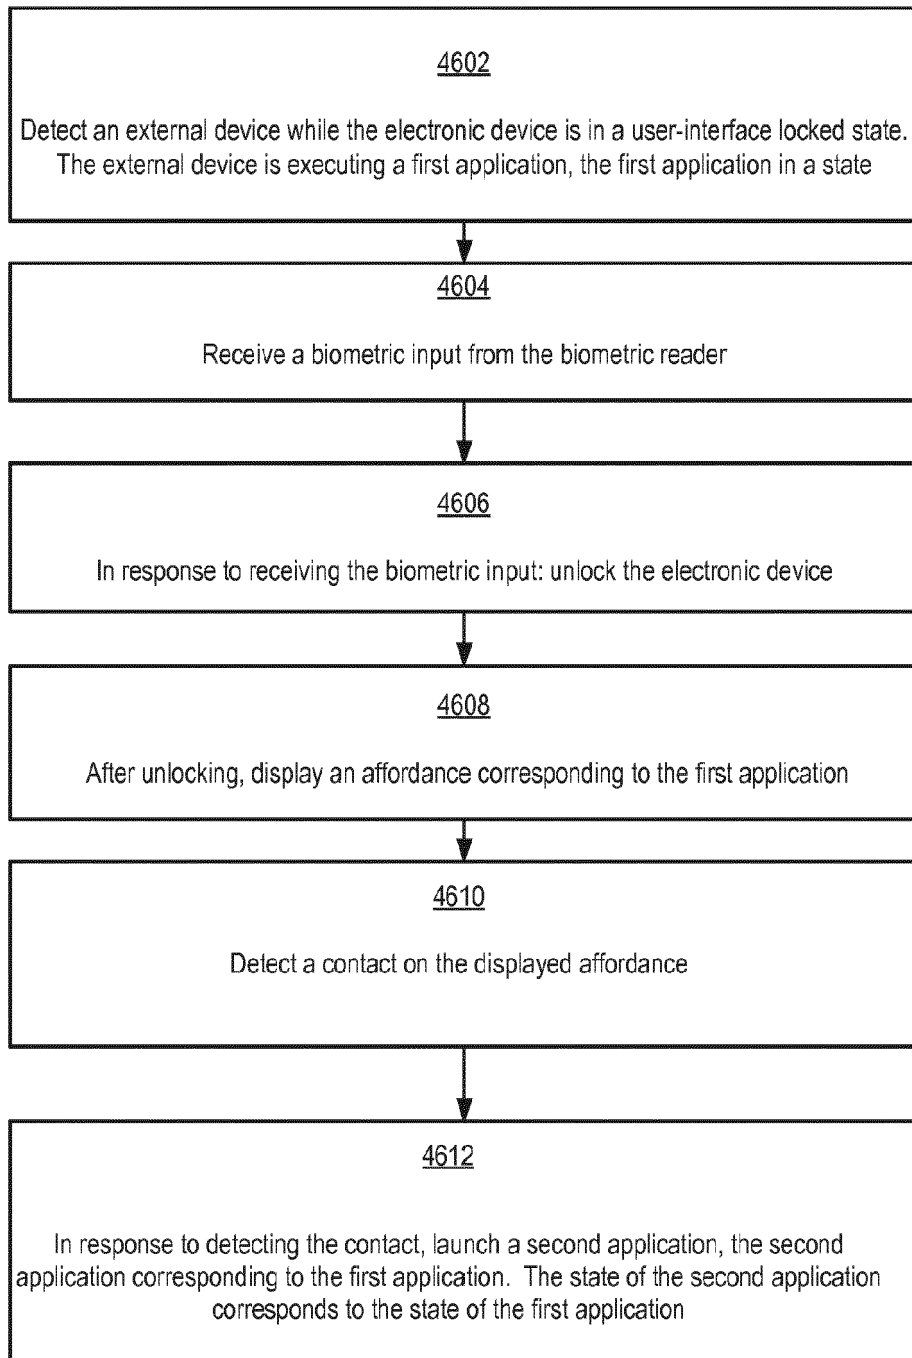 4602
Detect an external device while the electronic device is in a user-interface locked state.
The external device is executing a first application, the first application in a state
4604
Receive a biometric input from the biometric reader
4606
In response to receiving the biometric input: unlock the electronic device
4608
After unlocking, display an affordance corresponding to the first application
4610
Detect a contact on the displayed affordance
4612
In response to detecting the contact, launch a second application, the second
application corresponding to the first application. The state of the second application
corresponds to the state of the first application